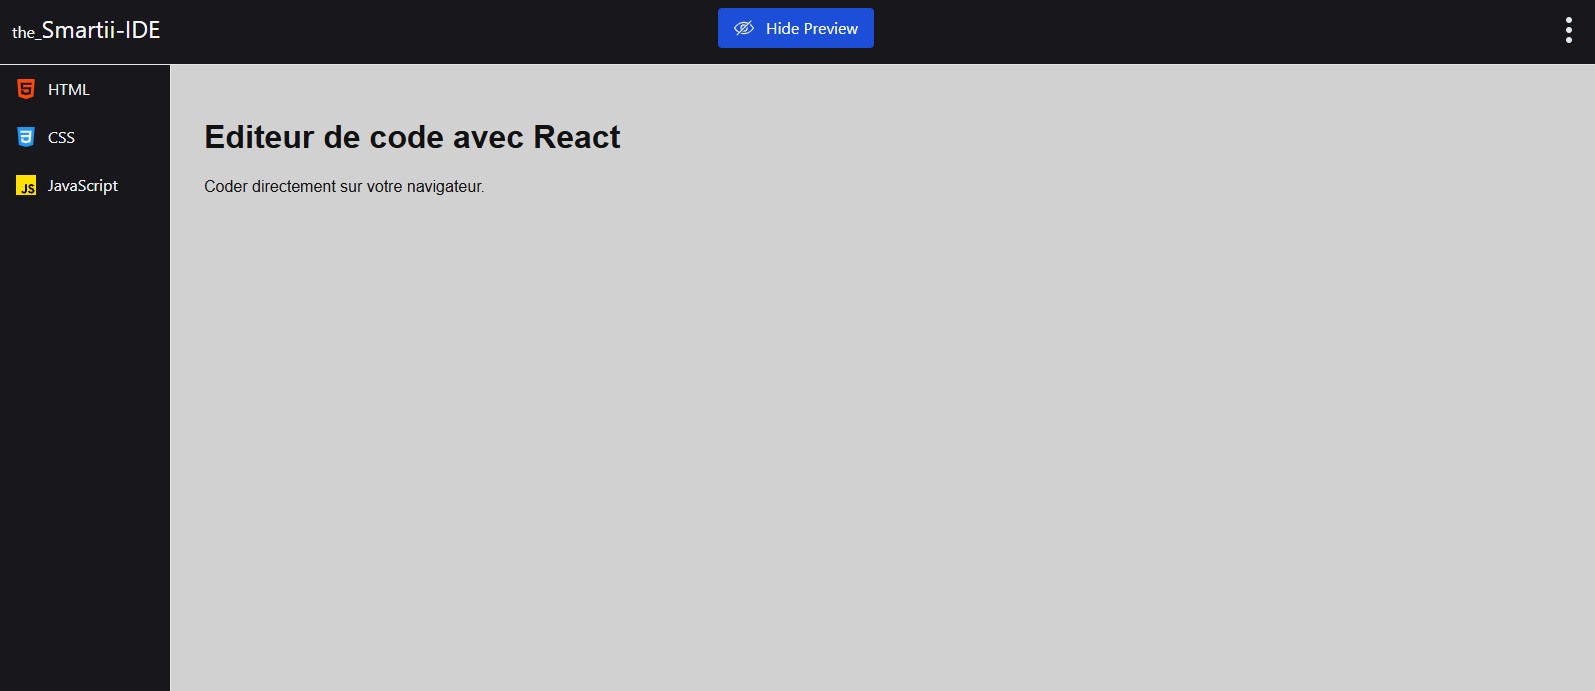 the_Smartii-IDE
Hide Preview
HTML
CSS
JS JavaScript
Editeur de code avec React
Coder directement sur votre navigateur.